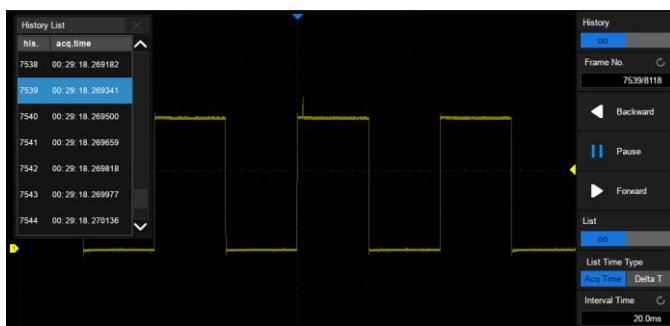 History List
his. acq.time
7538 00:29:18.269182
7539 00:29:18.269341
7540 00:29:18.269500
7541 00:29:18.269659
7542 00:29:18.269818
7543 00:29:18.269977
7544 00:29:18.270136
History
on
Frame No.
7539/8118
Backward
Pause
Forward
List
on
List Time Type
Acq Time Delta T
Interval Time
20.0ms